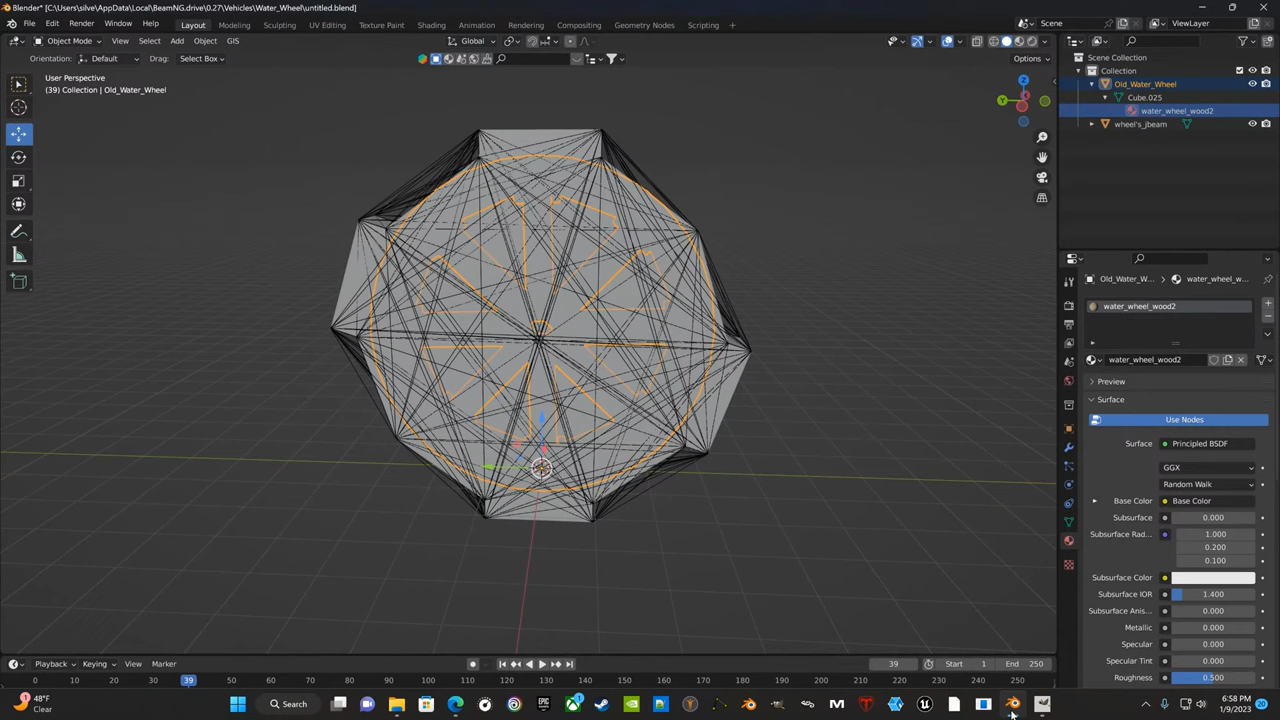 Blender* [C:\Users\silve\AppData\Local\BeamNG.drive\0.27\Vehicles\Water_Wheel\untitled.blend]
File Edit Render Window Help Layout Modeling Sculpting UV Editing Texture Paint Shading Animation Rendering Compositing Geometry Nodes Scripting + Scene ViewLayer
Object Mode View Select Add Object GIS Global
Orientation: Default Drag: Select Box Options
User Perspective
(39) Collection | Old_Water_Wheel
Z
Y
X
Scene Collection
Collection
Old_Water_Wheel
Cube.025
water_wheel_wood2
wheel's_jbeam
Old_Water_W... water_wheel_w...
water_wheel_wood2
water_wheel_wood2
Preview
Surface
Use Nodes
Surface Principled BSDF
GGX
Random Walk
Base Color Base Color
Subsurface 0.000
Subsurface Rad... 1.000
0.200
0.100
Subsurface Color
Subsurface IOR 1.400
Subsurface Anis... 0.000
Metallic 0.000
Specular 0.000
Specular Tint 0.000
Roughness 0.500
Playback Keying View Marker 39 Start 1 End 250
0 10 20 30 39 50 60 70 80 90 100 110 120 130 140 150 160 170 180 190 200 210 220 230 240 250
48°F
Clear
Search
6:58 PM
1/9/2023